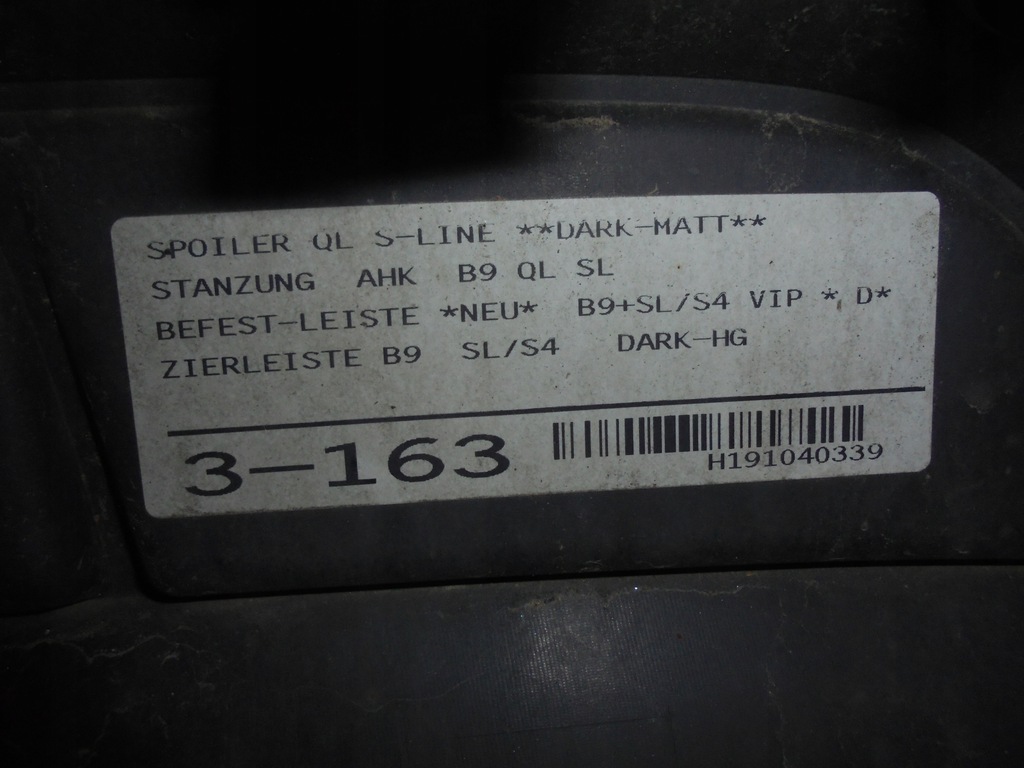 SPOILER QL S-LINE **DARK-MATT**
STANZUNG AHK B9 QL SL
BEFEST-LEISTE *NEU* B9+SL/S4 VIP * D*
ZIERLEISTE B9 SL/S4 DARK-HG
3-163
H191040339